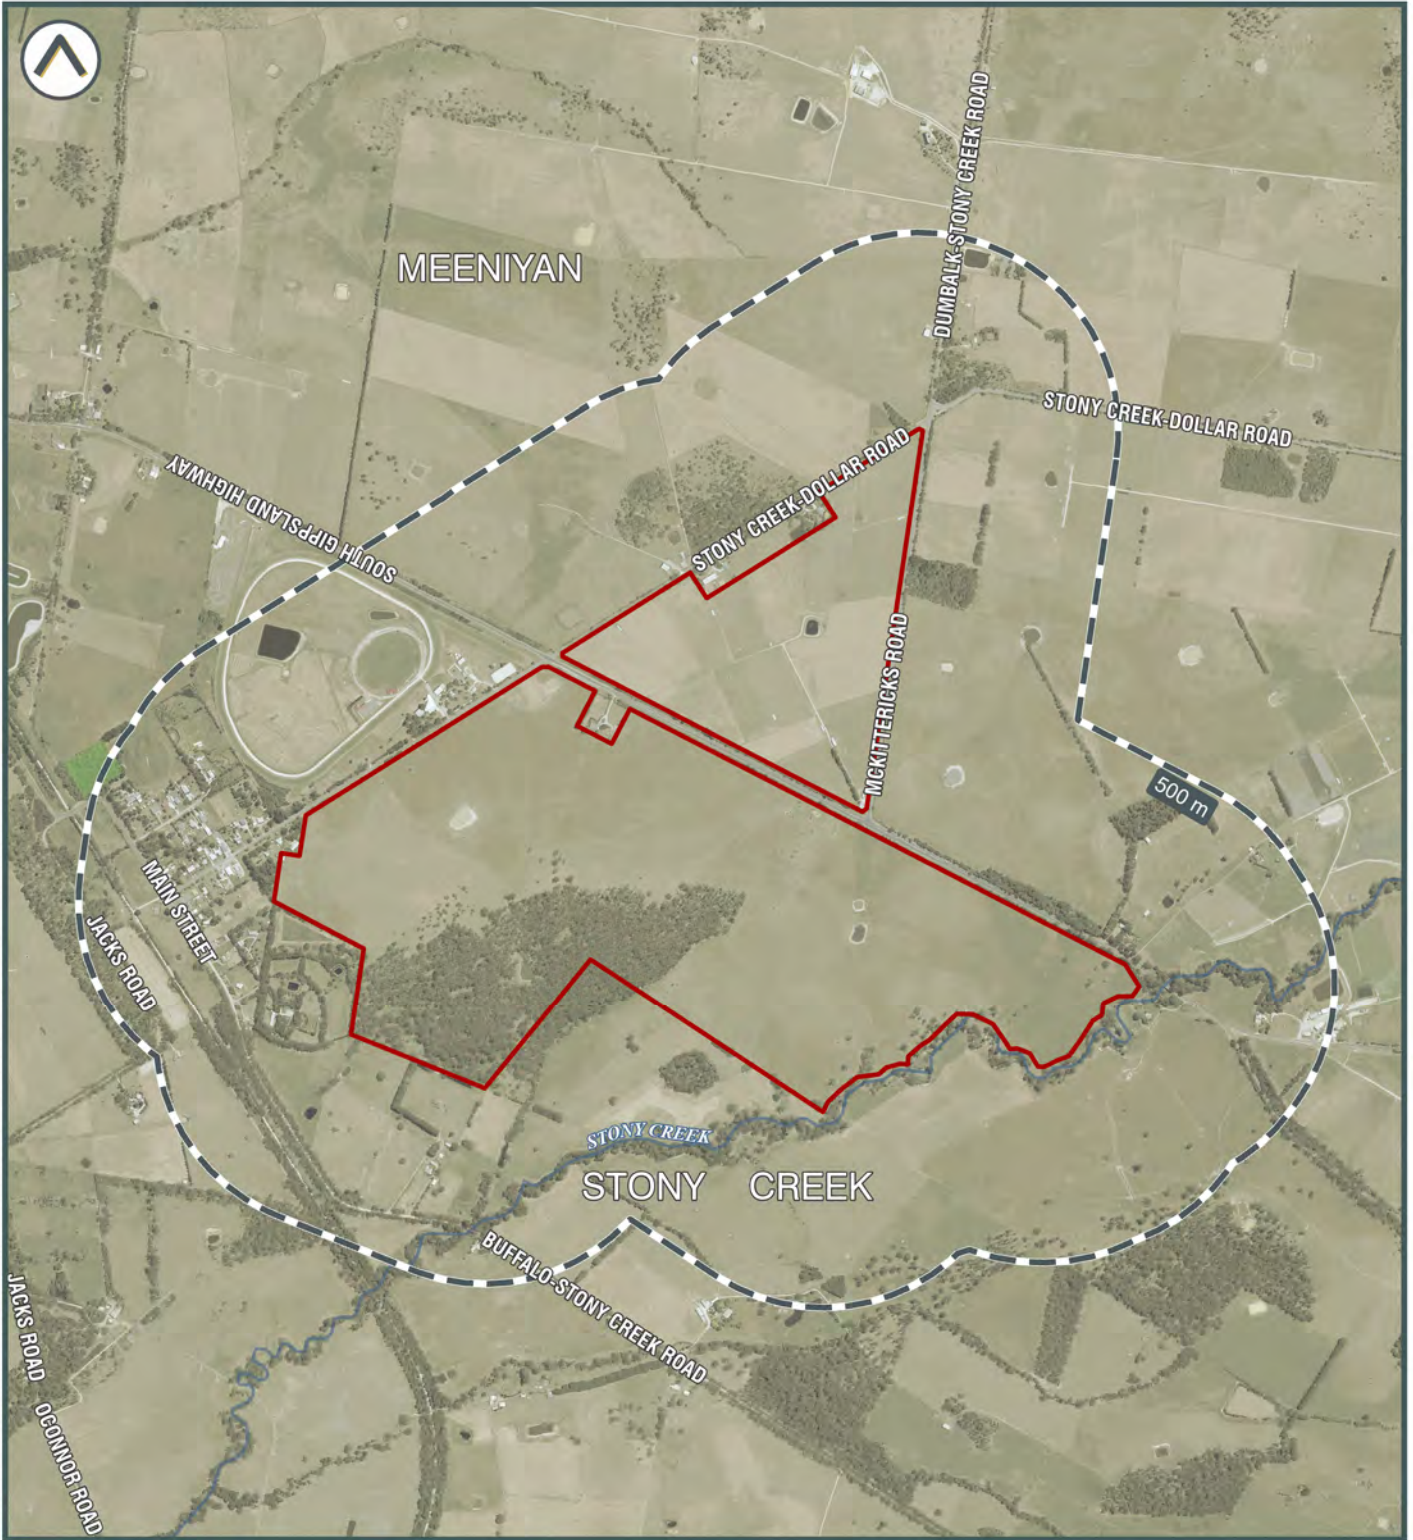 DUMBALK-STONY CREEK ROAD
MEENIYAN
STONY CREEK-DOLLAR ROAD
STONY CREEK-DOLLAR ROAD
SOUTH GIPPSLAND HIGHWAY
MCKITTERICKS ROAD
500 m
MAIN STREET
JACKS ROAD
STONY CREEK
STONY CREEK
BUFFALO-STONY CREEK ROAD
JACKS ROAD
OCONNOR ROAD